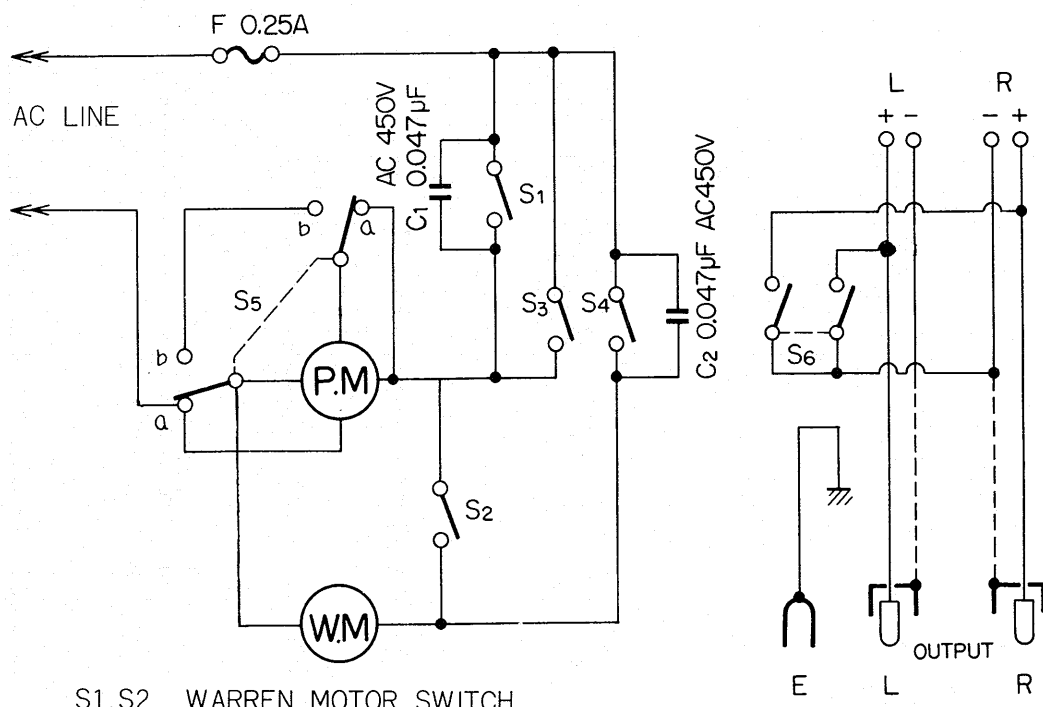 F 0.25A
AC LINE
AC 450V
C1 0.047µF
S1
b
a
S5
b
a
P.M
S3
S4
C2 0.047µF AC450V
S2
W.M
S1.S2 WARREN MOTOR SWITCH
L R
+ - - +
S6
OUTPUT
E L R